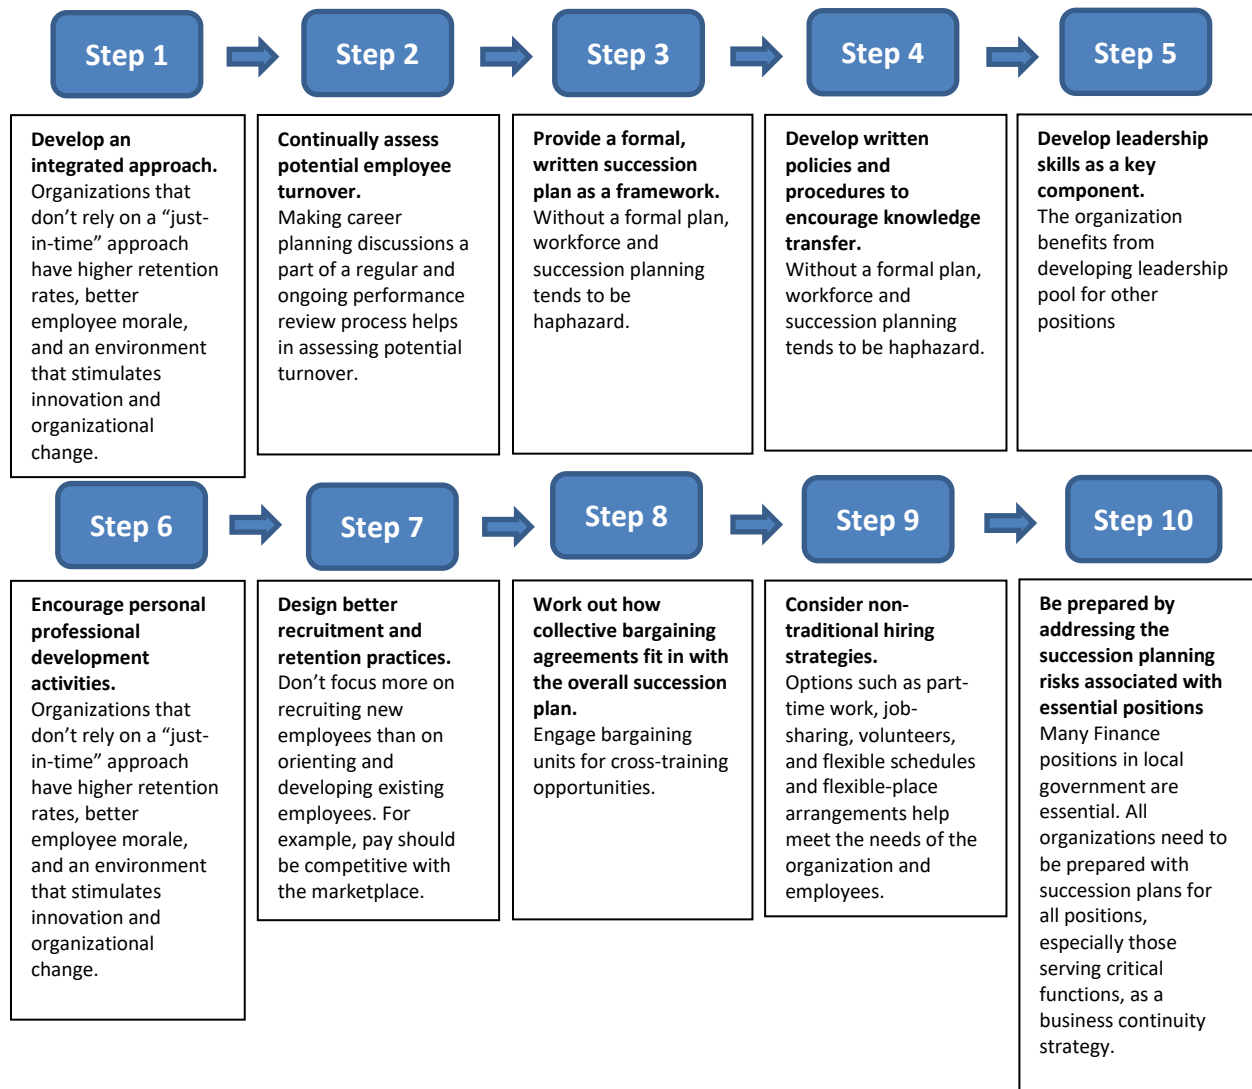 Step 1
Step 2
Step 3
Step 4
Step 5
Develop an
integrated approach.
Organizations that
don’t rely on a “just-
in-time” approach
have higher retention
rates, better
employee morale,
and an environment
that stimulates
innovation and
organizational
change.
Continually assess
potential employee
turnover.
Making career
planning discussions a
part of a regular and
ongoing performance
review process helps
in assessing potential
turnover.
Provide a formal,
written succession
plan as a framework.
Without a formal plan,
workforce and
succession planning
tends to be
haphazard.
Develop written
policies and
procedures to
encourage knowledge
transfer.
Without a formal plan,
workforce and
succession planning
tends to be haphazard.
Develop leadership
skills as a key
component.
The organization
benefits from
developing leadership
pool for other
positions
Step 6
Step 7
Step 8
Step 9
Step 10
Encourage personal
professional
development
activities.
Organizations that
don’t rely on a “just-
in-time” approach
have higher retention
rates, better
employee morale,
and an environment
that stimulates
innovation and
organizational
change.
Design better
recruitment and
retention practices.
Don’t focus more on
recruiting new
employees than on
orienting and
developing existing
employees. For
example, pay should
be competitive with
the marketplace.
Work out how
collective bargaining
agreements fit in with
the overall succession
plan.
Engage bargaining
units for cross-training
opportunities.
Consider non-
traditional hiring
strategies.
Options such as part-
time work, job-
sharing, volunteers,
and flexible schedules
and flexible-place
arrangements help
meet the needs of the
organization and
employees.
Be prepared by
addressing the
succession planning
risks associated with
essential positions
Many Finance
positions in local
government are
essential. All
organizations need to
be prepared with
succession plans for
all positions,
especially those
serving critical
functions, as a
business continuity
strategy.